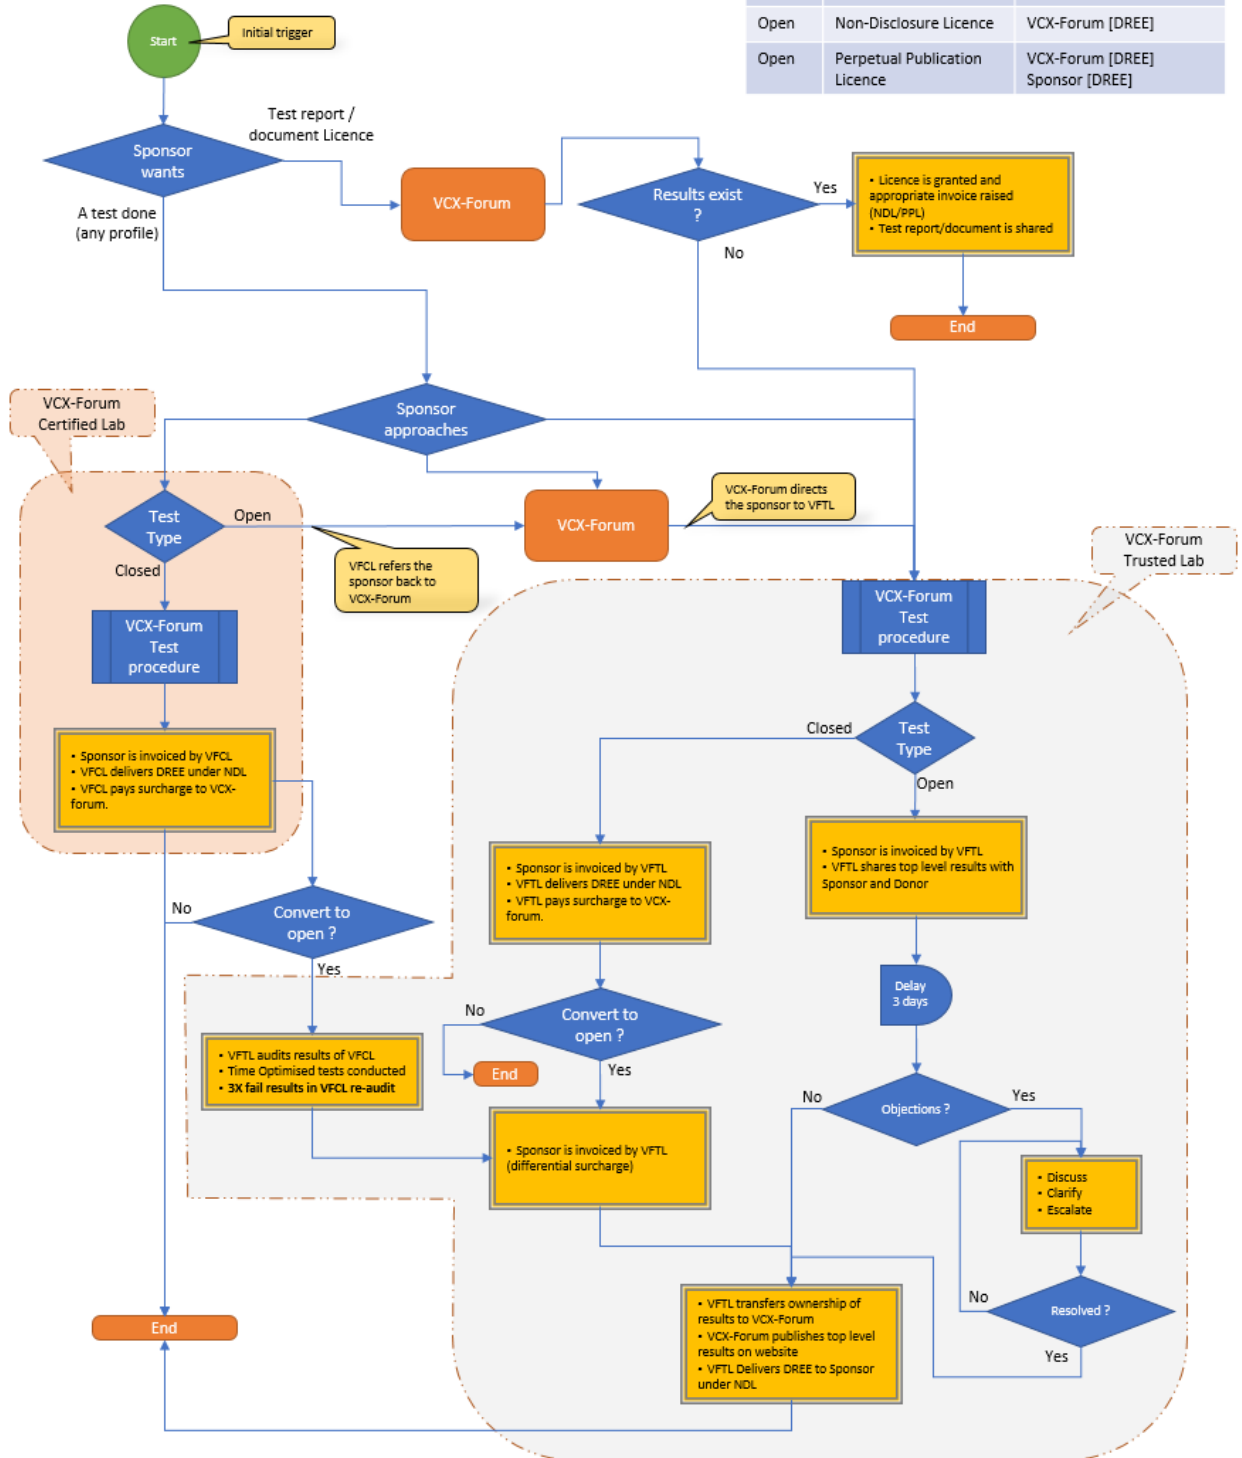 Open Non-Disclosure Licence VCX-Forum [DREE]
Open Perpetual Publication VCX-Forum [DREE]
Licence Sponsor [DREE]
Start
Initial trigger
Test report /
document Licence
Sponsor
wants
VCX-Forum
Results exist
?
Yes
• Licence is granted and
appropriate invoice raised
(NDL/PPL)
• Test report/document is shared
A test done
(any profile)
No
End
VCX-Forum
Certified Lab
Sponsor
approaches
Test
Type
Open
VCX-Forum
VCX-Forum directs
the sponsor to VFTL
VCX-Forum
Trusted Lab
Closed
VFCL refers the
sponsor back to
VCX-Forum
VCX-Forum
Test
procedure
VCX-Forum
Test
procedure
Closed
Test
Type
Open
• Sponsor is invoiced by VFCL
• VFCL delivers DREE under NDL
• VFCL pays surcharge to VCX-
forum.
• Sponsor is invoiced by VFTL
• VFTL delivers DREE under NDL
• VFTL pays surcharge to VCX-
forum.
• Sponsor is invoiced by VFTL
• VFTL shares top level results with
Sponsor and Donor
No
Convert to
open ?
Yes
Delay
3 days
No
Convert to
open ?
Yes
End
• VFTL audits results of VFCL
• Time Optimised tests conducted
• 3X fail results in VFCL re-audit
No
Objections ?
Yes
• Sponsor is invoiced by VFTL
(differential surcharge)
• Discuss
• Clarify
• Escalate
No
Resolved ?
Yes
• VFTL transfers ownership of
results to VCX-Forum
• VCX-Forum publishes top level
results on website
• VFTL Delivers DREE to Sponsor
under NDL
End